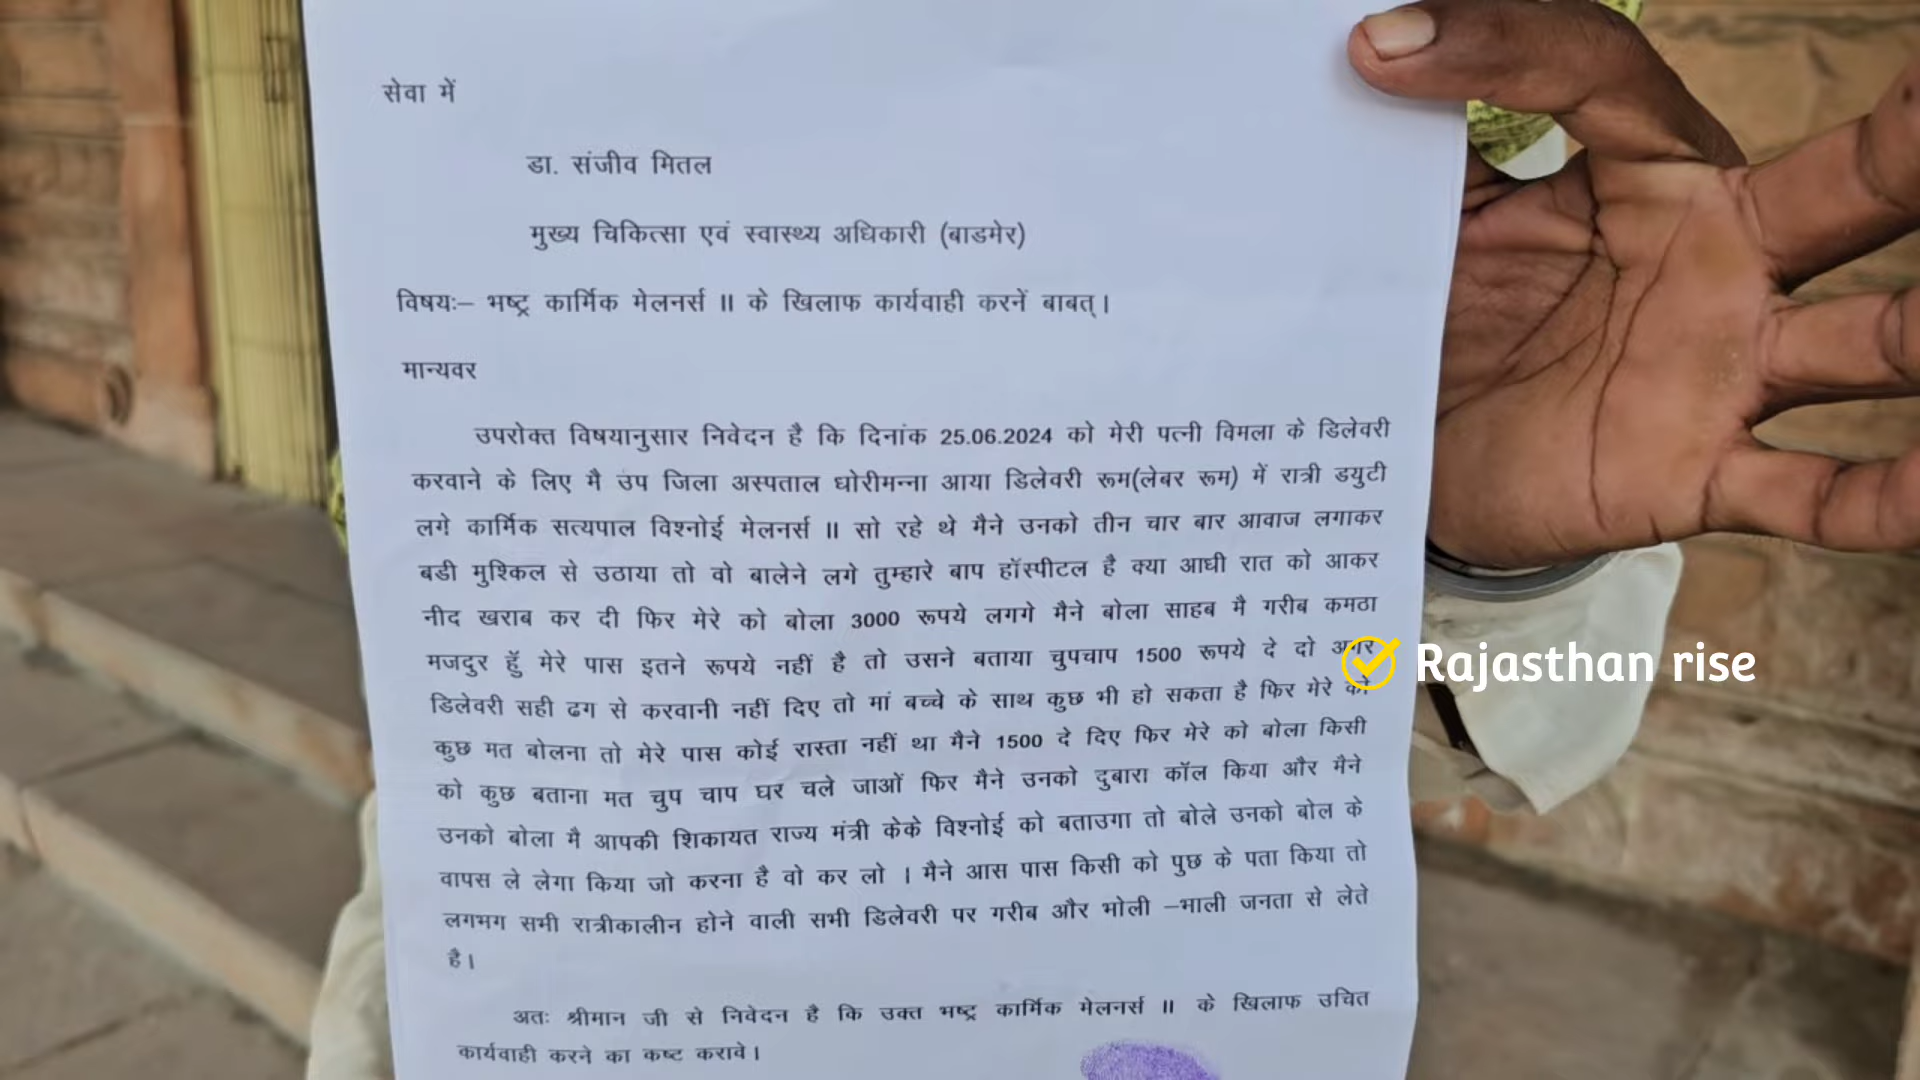 सेवा में
डा. संजीव मितल
मुख्य चिकित्सा एवं स्वास्थ्य अधिकारी (बाडमेर)
विषयः– भष्ट्र कार्मिक मेलनर्स II के खिलाफ कार्यवाही करनें बाबत्।
मान्यवर
उपरोक्त विषयानुसार निवेदन है कि दिनांक 25.06.2024 को मेरी पत्नी विमला के डिलेवरी
करवाने के लिए मै उंप जिला अस्पताल धोरीमन्ना आया डिलेवरी रूम(लेबर रूम) में रात्री डयुटी
लगे कार्मिक सत्यपाल विश्नोई मेलनर्स II सो रहे थे मैने उनको तीन चार बार आवाज लगाकर
बडी मुश्किल से उठाया तो वो बालेने लगे तुम्हारे बाप हॉस्पीटल है क्या आधी रात को आकर
नीद खराब कर दी फिर मेरे को बोला 3000 रूपये लगगे मैने बोला साहब मै गरीब कमठा
मजदुर हूॅं मेरे पास इतने रूपये नहीं है तो उसने बताया चुपचाप 1500 रूपये दे दो अगर
डिलेवरी सही ढग से करवानी नहीं दिए तो मां बच्चे के साथ कुछ भी हो सकता है फिर मेरे को
कुछ मत बोलना तो मेरे पास कोई रास्ता नहीं था मैने 1500 दे दिए फिर मेरे को बोला किसी
को कुछ बताना मत चुप चाप घर चले जाओं फिर मैने उनको दुबारा कॉल किया और मैने
उनको बोला मै आपकी शिकायत राज्य मंत्री केके विश्नोई को बताउगा तो बोले उनको बोल के
वापस ले लेगा किया जो करना है वो कर लो । मैने आस पास किसी को पुछ के पता किया तो
लगभग सभी रात्रीकालीन होने वाली सभी डिलेवरी पर गरीब और भोली –भाली जनता से लेते
है।
अतः श्रीमान जी से निवेदन है कि उक्त भष्ट्र कार्मिक मेलनर्स II के खिलाफ उचित
कार्यवाही करने का कष्ट करावे।
Rajasthan rise